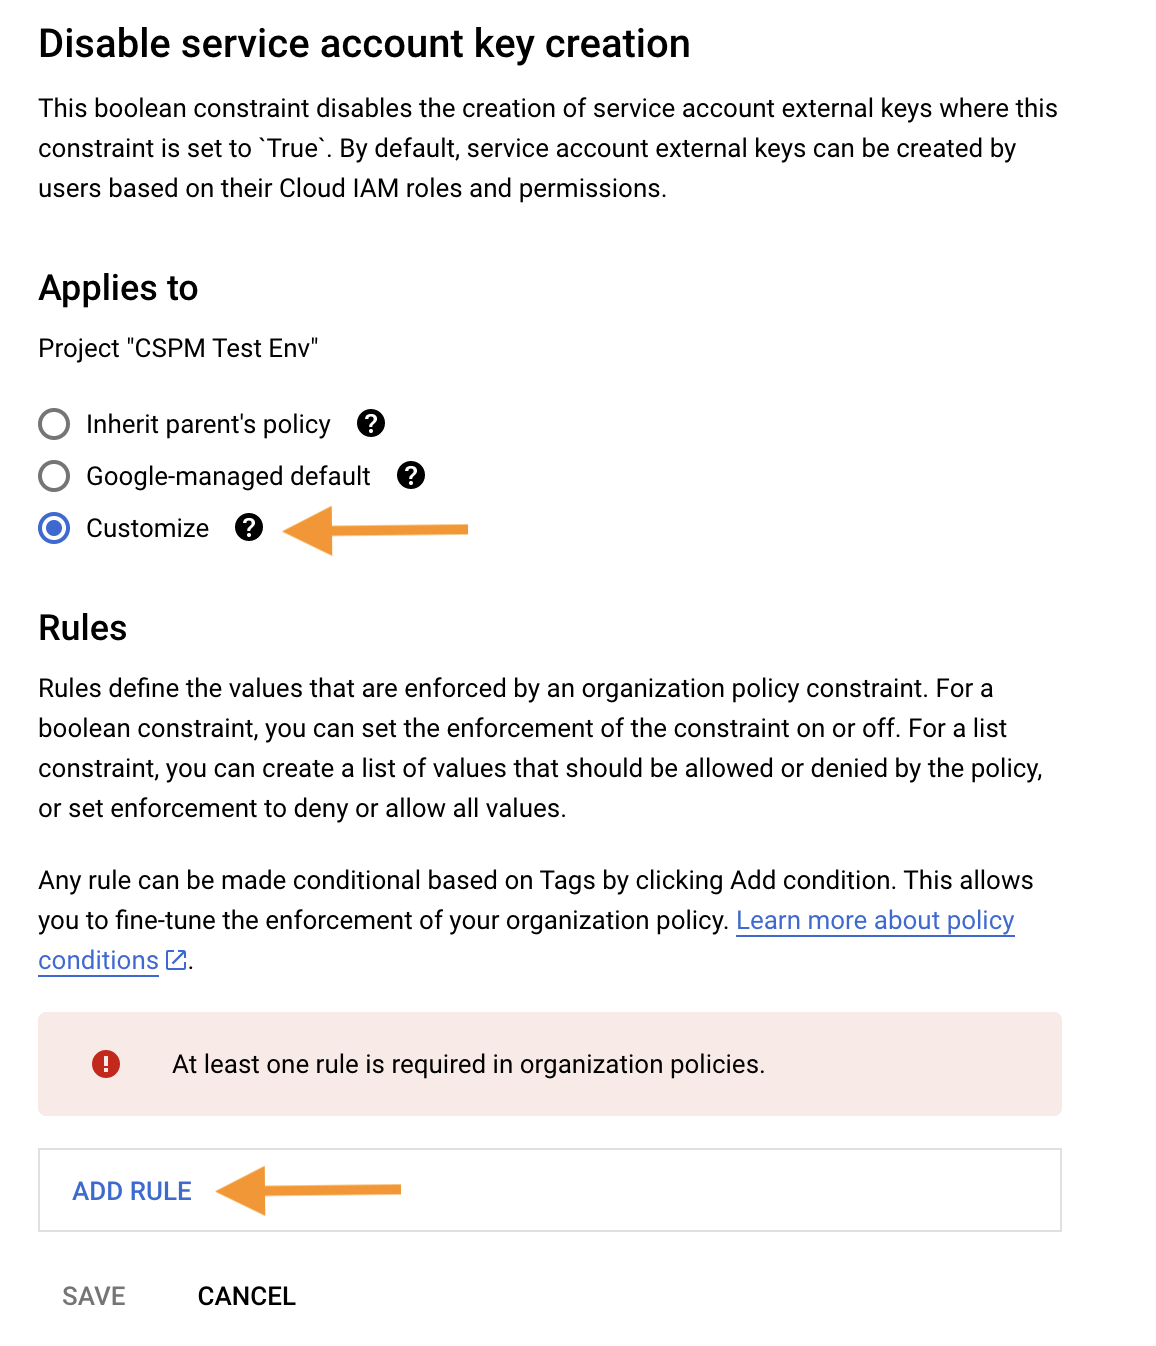 Disable service account key creation
This boolean constraint disables the creation of service account external keys where this
constraint is set to `True`. By default, service account external keys can be created by
users based on their Cloud IAM roles and permissions.
Applies to
Project "CSPM Test Env"
Inherit parent's policy ?
Google-managed default ?
Customize ?
Rules
Rules define the values that are enforced by an organization policy constraint. For a
boolean constraint, you can set the enforcement of the constraint on or off. For a list
constraint, you can create a list of values that should be allowed or denied by the policy,
or set enforcement to deny or allow all values.
Any rule can be made conditional based on Tags by clicking Add condition. This allows
you to fine-tune the enforcement of your organization policy. Learn more about policy
conditions.
At least one rule is required in organization policies.
ADD RULE
SAVE CANCEL